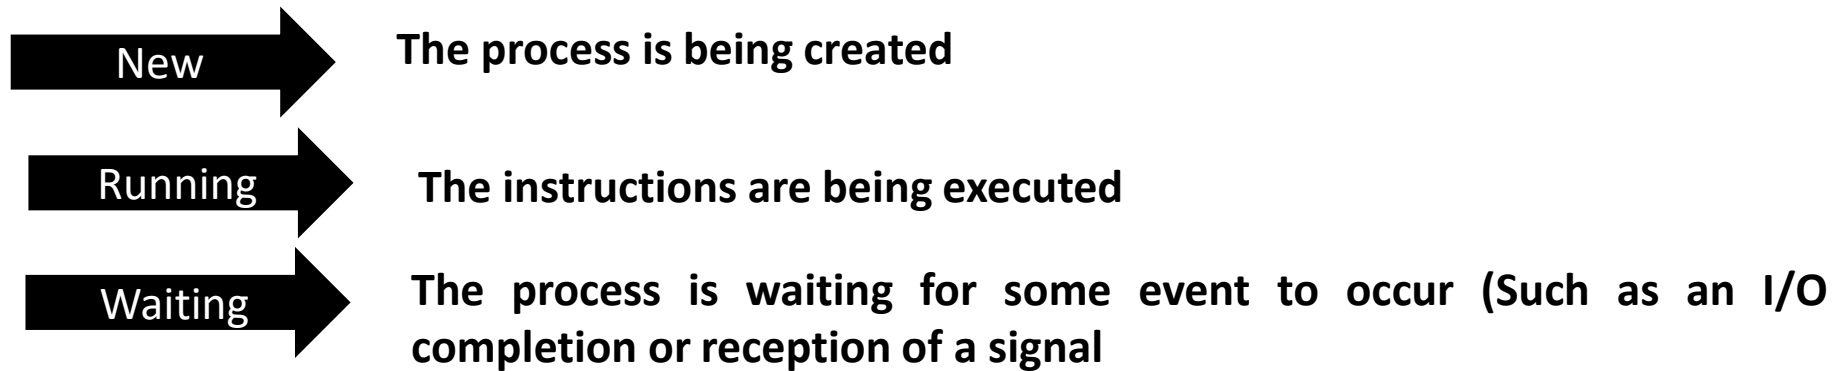 New
The process is being created
Running
The instructions are being executed
Waiting
The process is waiting for some event to occur (Such as an I/O
completion or reception of a signal